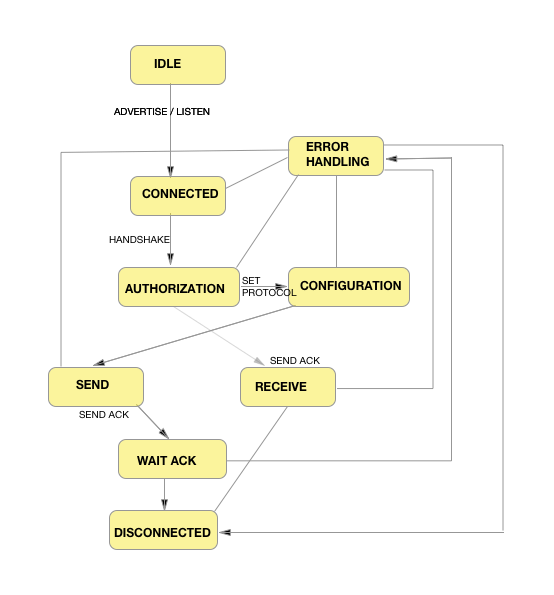 IDLE
ADVERTISE / LISTEN
ERROR
HANDLING
CONNECTED
HANDSHAKE
AUTHORIZATION
SET
PROTOCOL
CONFIGURATION
SEND ACK
SEND
RECEIVE
SEND ACK
WAIT ACK
DISCONNECTED